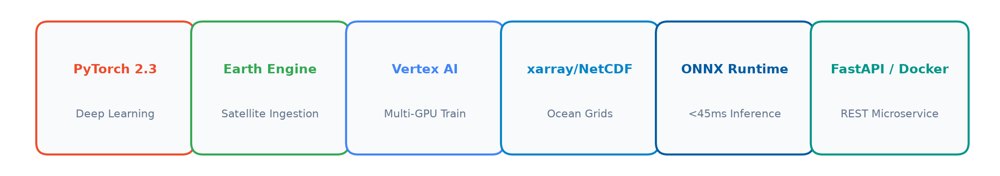 PyTorch 2.3
Deep Learning
Earth Engine
Satellite Ingestion
Vertex AI
Multi-GPU Train
xarray/NetCDF
Ocean Grids
ONNX Runtime
<45ms Inference
FastAPI / Docker
REST Microservice